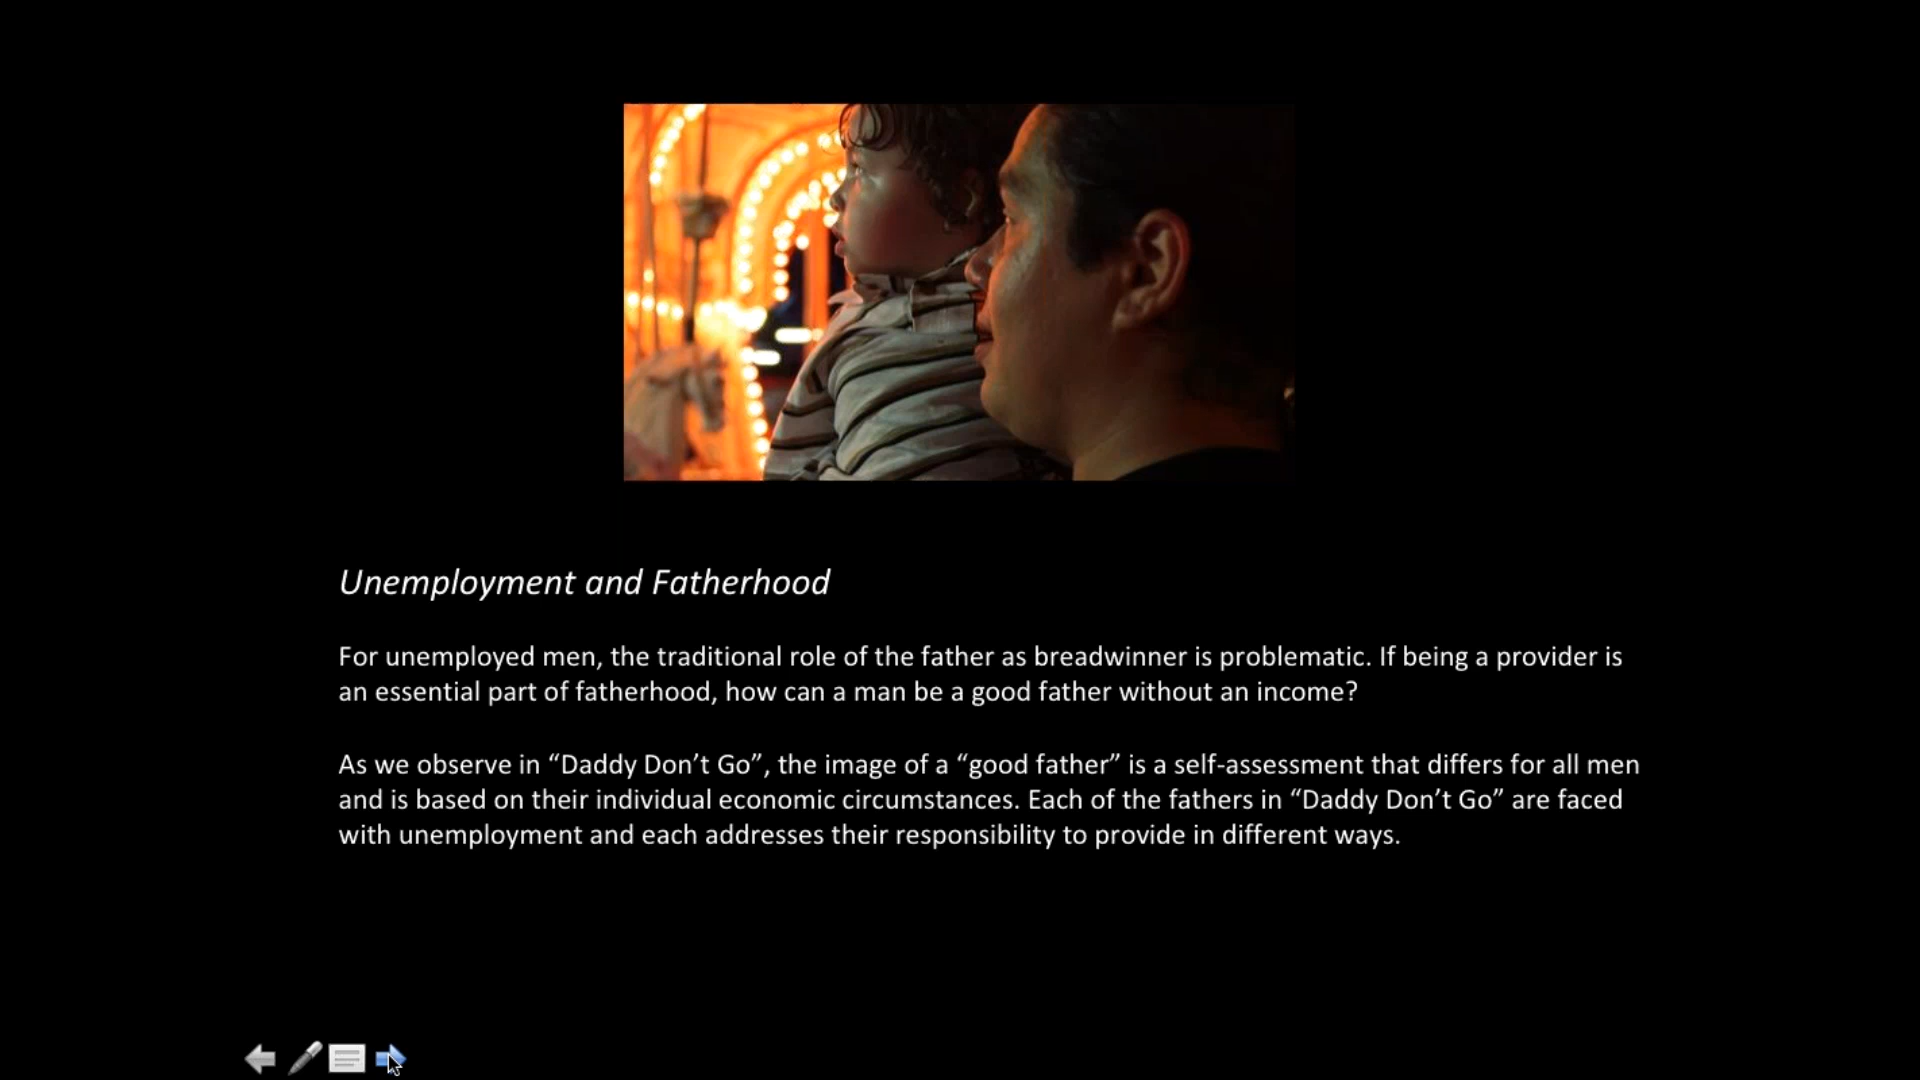 Unemployment and Fatherhood
For unemployed men, the traditional role of the father as breadwinner is problematic. If being a provider is
an essential part of fatherhood, how can a man be a good father without an income?
As we observe in “Daddy Don’t Go”, the image of a “good father” is a self-assessment that differs for all men
and is based on their individual economic circumstances. Each of the fathers in “Daddy Don’t Go” are faced
with unemployment and each addresses their responsibility to provide in different ways.